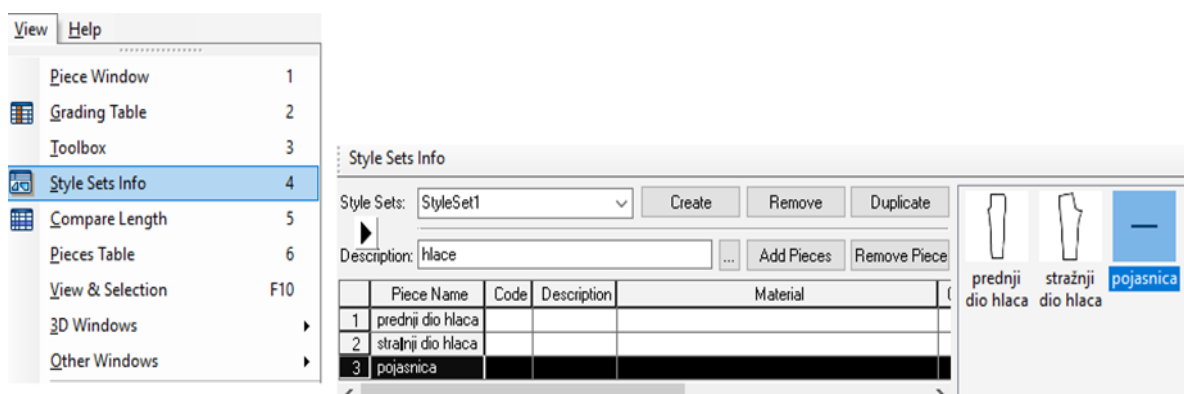 View Help
Piece Window 1
Grading Table 2
Toolbox 3
Style Sets Info 4
Compare Length 5
Pieces Table 6
View & Selection F10
3D Windows
Other Windows
Style Sets Info
Style Sets: StyleSet1 Create Remove Duplicate
Description: hlace ... Add Pieces Remove Piece
Piece Name Code Description Material
1 prednji dio hlaca
2 stralnji dio hlaca
3 pojasnica
prednji stražnji pojasnica
dio hlaca dio hlaca